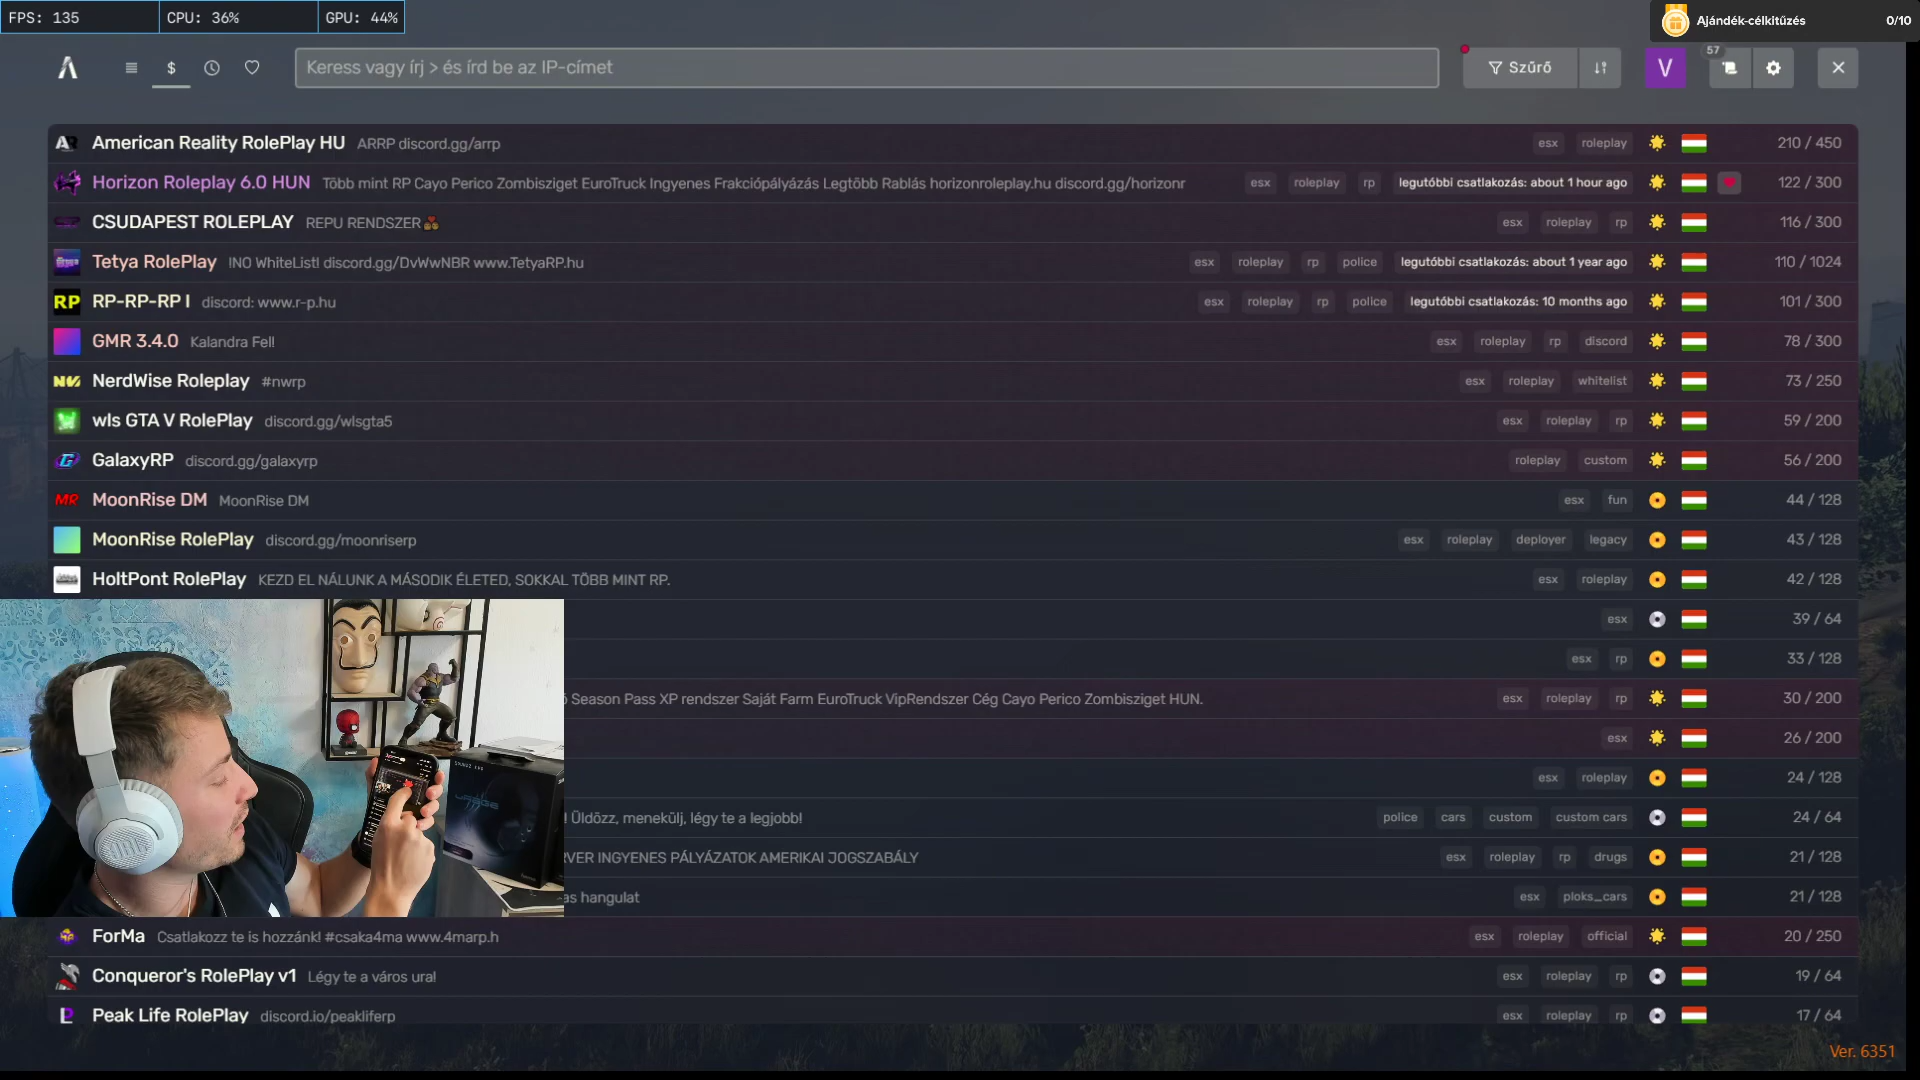 FPS: 135 CPU: 36% GPU: 44%
Ajándék-célkitűzés 0/10
$ Keress vagy írj > és írd be az IP-címet Szűrő V 57
American Reality RolePlay HU ARRP discord.gg/arrp esx roleplay 210 / 450
Horizon Roleplay 6.0 HUN Több mint RP Cayo Perico Zombisziget EuroTruck Ingyenes Frakciópályázás Legtöbb Rablás horizonroleplay.hu discord.gg/horizonr esx roleplay rp legutóbbi csatlakozás: about 1 hour ago 122 / 300
CSUDAPEST ROLEPLAY REPU RENDSZER esx roleplay rp 116 / 300
Tetya RolePlay !NO WhiteList! discord.gg/DvWwNBR www.TetyaRP.hu esx roleplay rp police legutóbbi csatlakozás: about 1 year ago 110 / 1024
RP RP-RP-RP I discord: www.r-p.hu esx roleplay rp police legutóbbi csatlakozás: 10 months ago 101 / 300
GMR 3.4.0 Kalandra Fel! esx roleplay rp discord 78 / 300
NerdWise Roleplay #nwrp esx roleplay whitelist 73 / 250
wls GTA V RolePlay discord.gg/wlsgta5 esx roleplay rp 59 / 200
GalaxyRP discord.gg/galaxyrp roleplay custom 56 / 200
MR MoonRise DM MoonRise DM esx fun 44 / 128
MoonRise RolePlay discord.gg/moonriserp esx roleplay deployer legacy 43 / 128
HoltPont RolePlay KEZD EL NÁLUNK A MÁSODIK ÉLETED, SOKKAL TÖBB MINT RP. esx roleplay 42 / 128
esx 39 / 64
esx rp 33 / 128
Season Pass XP rendszer Saját Farm EuroTruck VipRendszer Cég Cayo Perico Zombisziget HUN. esx roleplay rp 30 / 200
esx 26 / 200
esx roleplay 24 / 128
! Üldözz, menekülj, légy te a legjobb! police cars custom custom cars 24 / 64
RVER INGYENES PÁLYÁZATOK AMERIKAI JOGSZABÁLY esx roleplay rp drugs 21 / 128
as hangulat esx ploks_cars 21 / 128
ForMa Csatlakozz te is hozzánk! #csaka4ma www.4marp.h esx roleplay official 20 / 250
Conqueror's RolePlay v1 Légy te a város ura! esx roleplay rp 19 / 64
Peak Life RolePlay discord.io/peakliferp esx roleplay rp 17 / 64
Ver. 6351